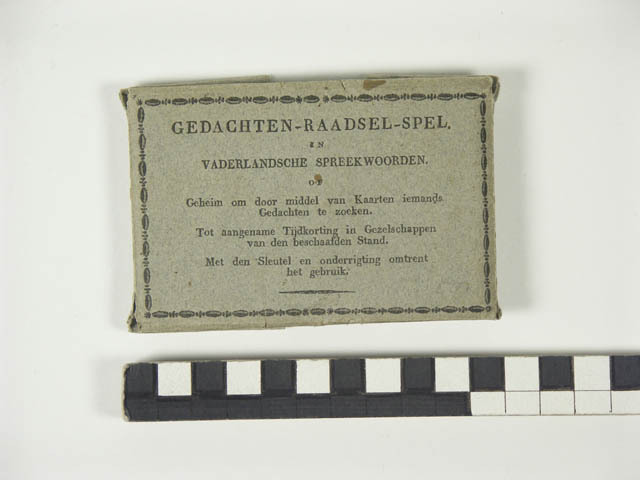 GEDACHTEN-RAADSEL-SPEL.
EN
VADERLANDSCHE SPREEKWOORDEN.
OF
Geheim om door middel van Kaarten iemands
Gedachten te zoeken.
Tot aangename Tijdkorting in Gezelschappen
van den beschaafden Stand.
Met den Sleutel en onderrigting omtrent
het gebruik.